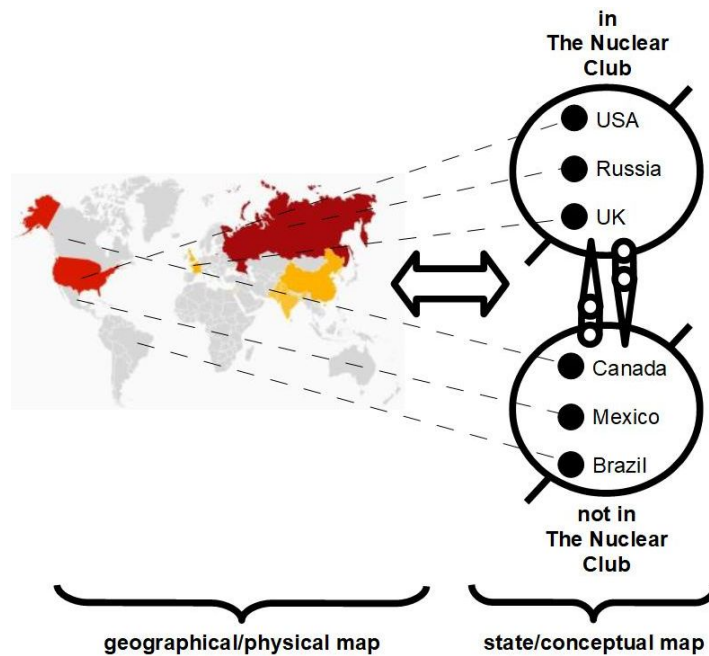 in
The Nuclear
Club
USA
Russia
UK
Canada
Mexico
Brazil
not in
The Nuclear
Club
geographical/physical map
state/conceptual map